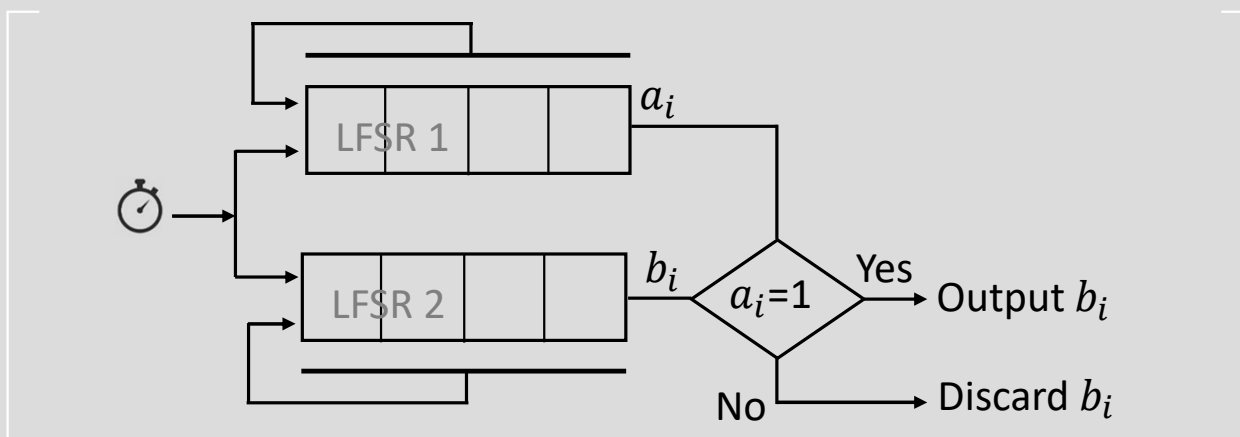 LFSR 1
a_i
LFSR 2
b_i
a_i=1
Yes
Output b_i
No
Discard b_i